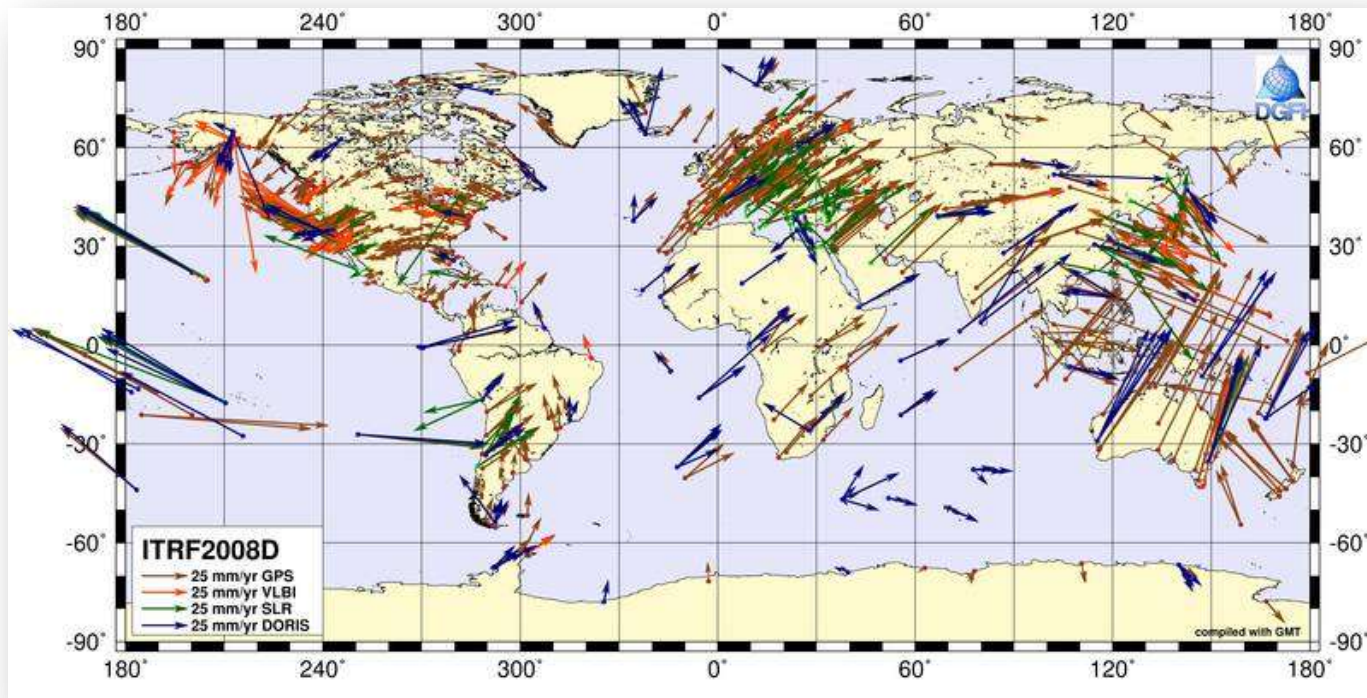 180° 240° 300° 0° 60° 120° 180°
90° 90°
DGFI
60° 60°
30° 30°
0° 0°
-30° -30°
-60° -60°
ITRF2008D
25 mm/yr GPS
25 mm/yr VLBI
25 mm/yr SLR
25 mm/yr DORIS
compiled with GMT
-90° -90°
180° 240° 300° 0° 60° 120° 180°